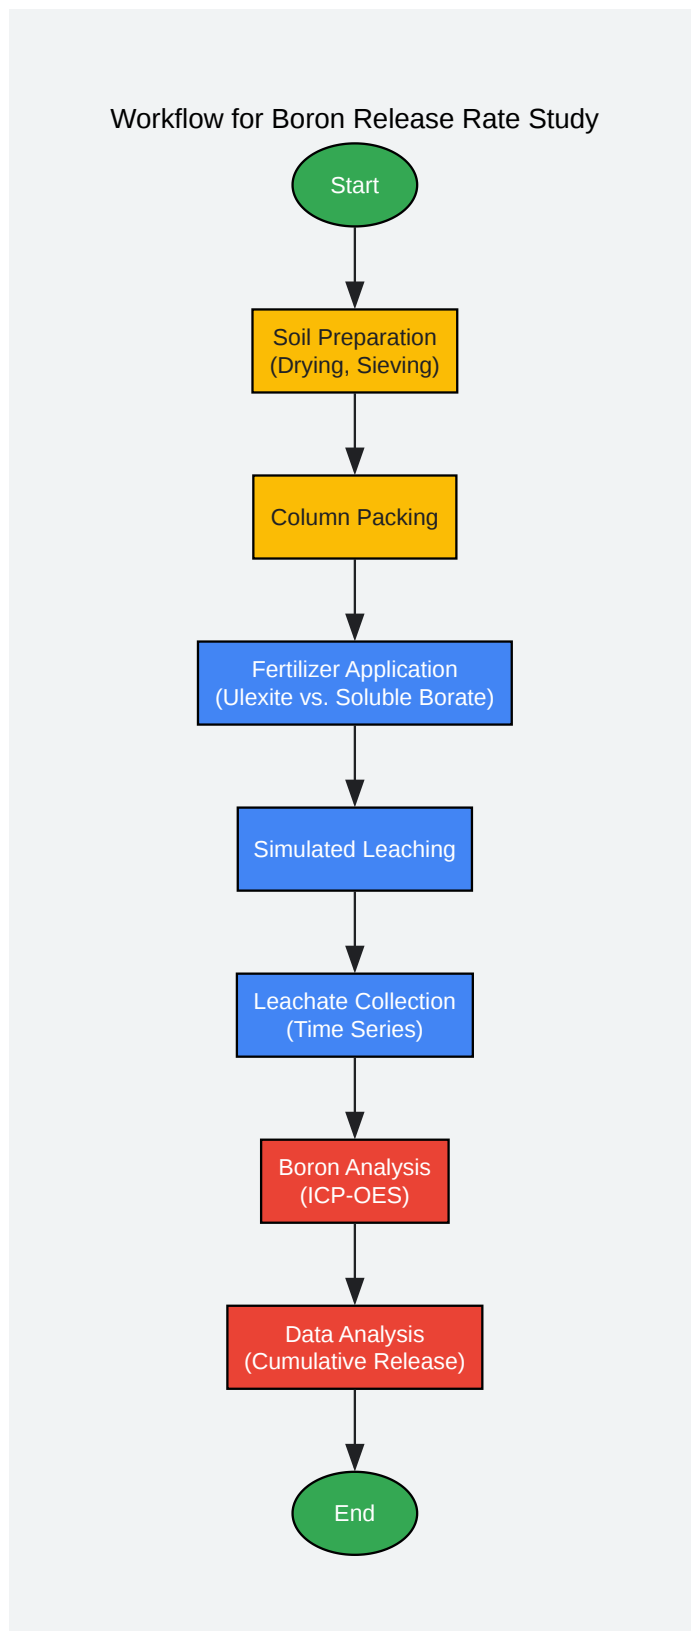 Workflow for Boron Release Rate Study
Start
Soil Preparation
(Drying, Sieving)
Column Packing
Fertilizer Application
(Ulexite vs. Soluble Borate)
Simulated Leaching
Leachate Collection
(Time Series)
Boron Analysis
(ICP-OES)
Data Analysis
(Cumulative Release)
End